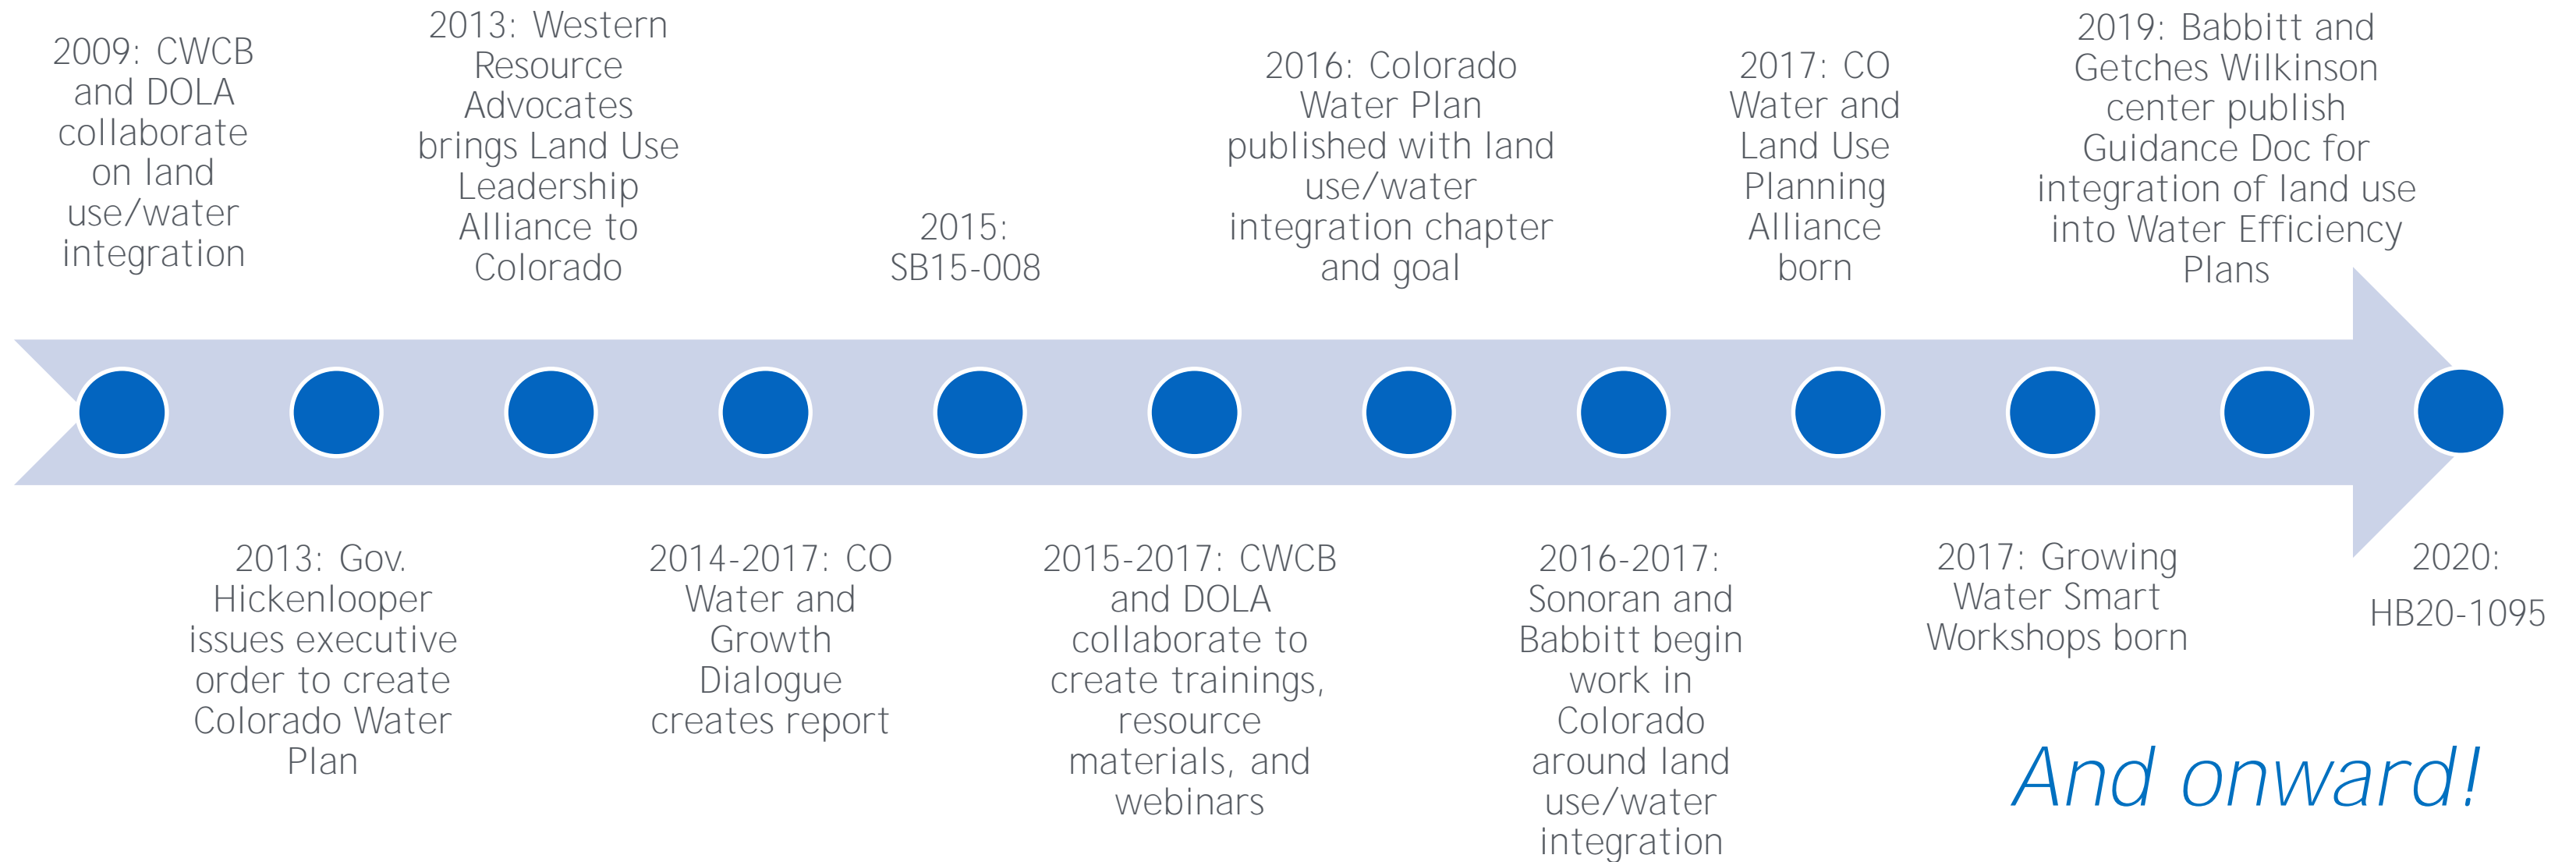 2009: CWCB
and DOLA
collaborate
on land
use/water
integration
2013: Gov.
Hickenlooper
issues executive
order to create
Colorado Water
Plan
2013: Western
Resource
Advocates
brings Land Use
Leadership
Alliance to
Colorado
2014-2017: CO
Water and
Growth
Dialogue
creates report
2015:
SB15-008
2015-2017: CWCB
and DOLA
collaborate to
create trainings,
resource
materials, and
webinars
2016: Colorado
Water Plan
published with land
use/water
integration chapter
and goal
2016-2017:
Sonoran and
Babbitt begin
work in
Colorado
around land
use/water
integration
2017: CO
Water and
Land Use
Planning
Alliance
born
2017: Growing
Water Smart
Workshops born
2019: Babbitt and
Getches Wilkinson
center publish
Guidance Doc for
integration of land use
into Water Efficiency
Plans
2020:
HB20-1095
And onward!